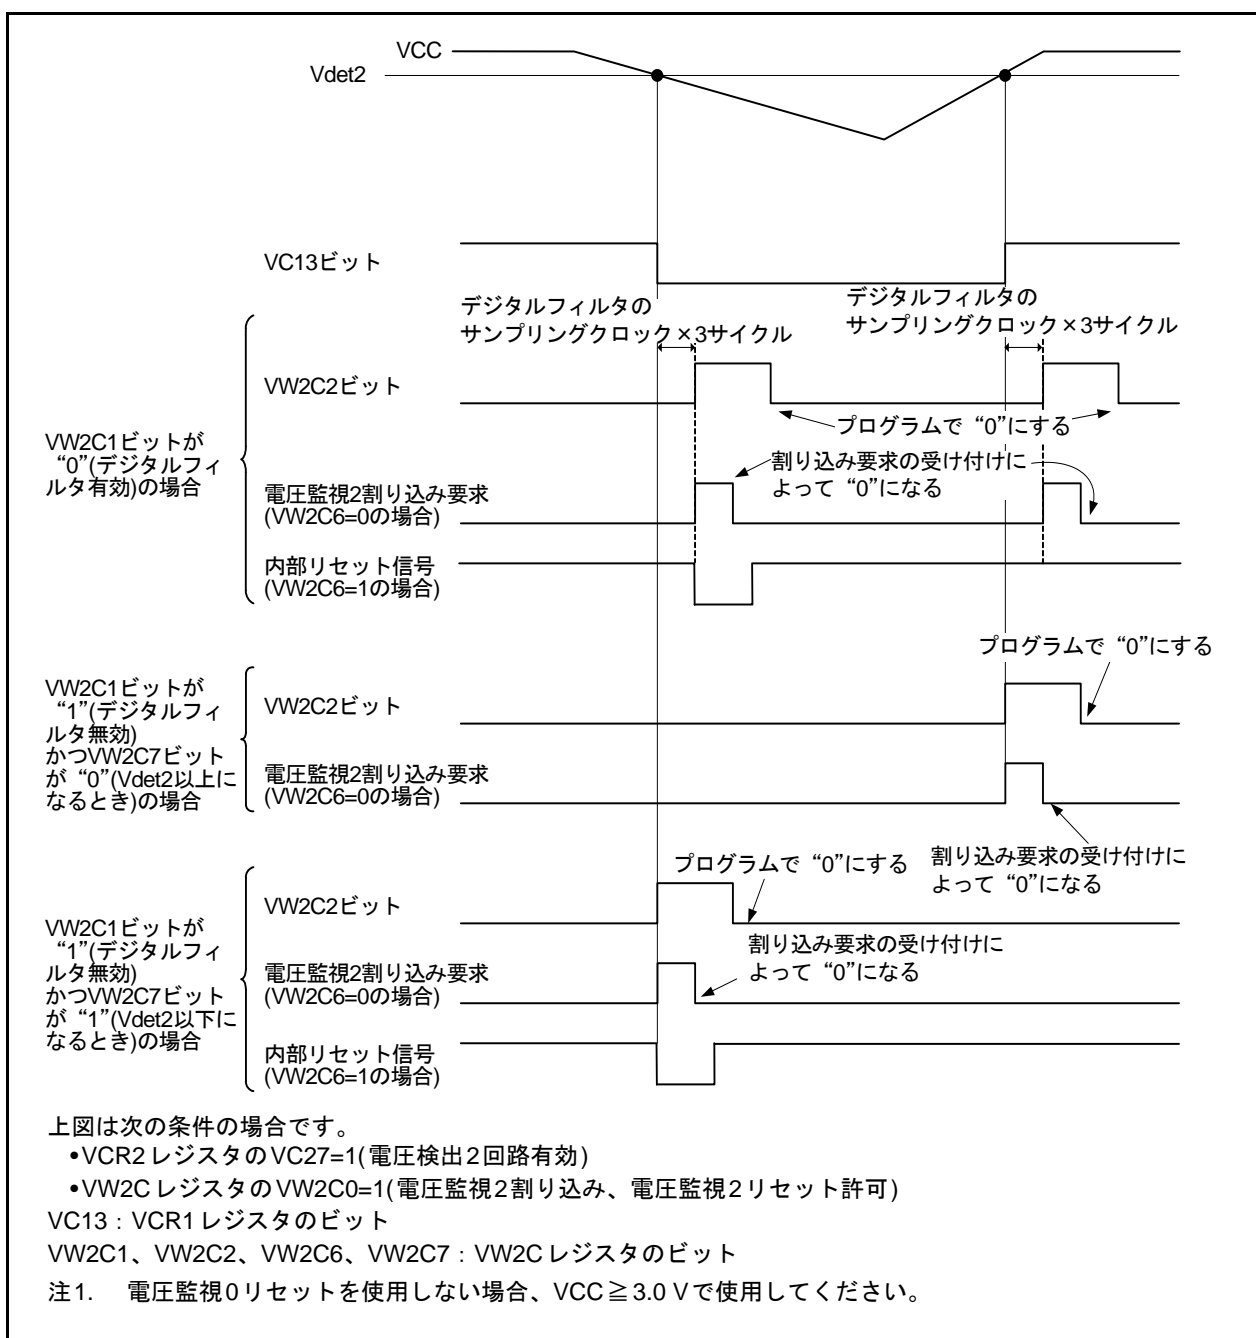 VCC
Vdet2
VC13ビット
デジタルフィルタの
サンプリングクロック×3サイクル
デジタルフィルタの
サンプリングクロック×3サイクル
VW2C1ビットが
“0”(デジタルフィ
ルタ有効)の場合
VW2C2ビット
プログラムで“0”にする
割り込み要求の受け付けに
よって“0”になる
電圧監視2割り込み要求
(VW2C6=0の場合)
内部リセット信号
(VW2C6=1の場合)
プログラムで“0”にする
VW2C1ビットが
“1”(デジタルフィ
ルタ無効)
かつVW2C7ビット
が“0”(Vdet2以上に
なるとき)の場合
VW2C2ビット
電圧監視2割り込み要求
(VW2C6=0の場合)
割り込み要求の受け付けに
よって“0”になる
プログラムで“0”にする
VW2C1ビットが
“1”(デジタルフィ
ルタ無効)
かつVW2C7ビット
が“1”(Vdet2以下に
なるとき)の場合
VW2C2ビット
割り込み要求の受け付けに
よって“0”になる
電圧監視2割り込み要求
(VW2C6=0の場合)
内部リセット信号
(VW2C6=1の場合)
上図は次の条件の場合です。
•VCR2レジスタのVC27=1(電圧検出2回路有効)
•VW2CレジスタのVW2C0=1(電圧監視2割り込み、電圧監視2リセット許可)
VC13：VCR1レジスタのビット
VW2C1、VW2C2、VW2C6、VW2C7：VW2Cレジスタのビット
注1. 電圧監視0リセットを使用しない場合、VCC≧3.0 Vで使用してください。